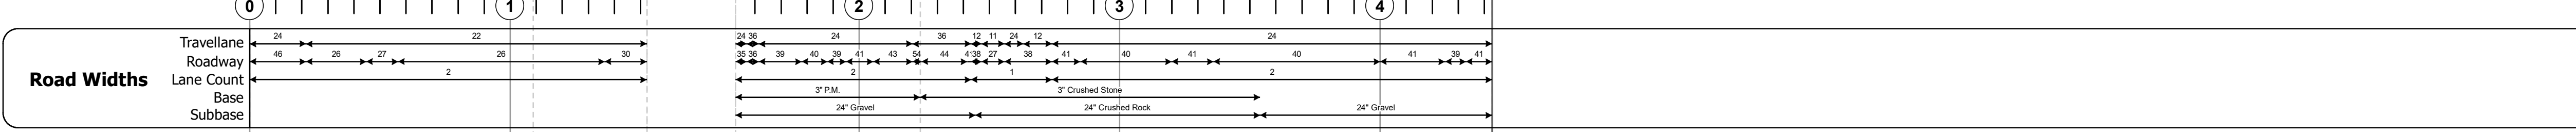 0 1 2 3 4
Travellane 24 22 24 36 24 36 12 11 24 12 24
Roadway 46 26 27 26 30 35 36 39 40 39 41 43 54 44 38 27 38 41 40 41 40 41 39 41
Road Widths
Lane Count 2 2 1 2
Base 3" P.M. 3" Crushed Stone
Subbase 24" Gravel 24" Crushed Rock 24" Gravel